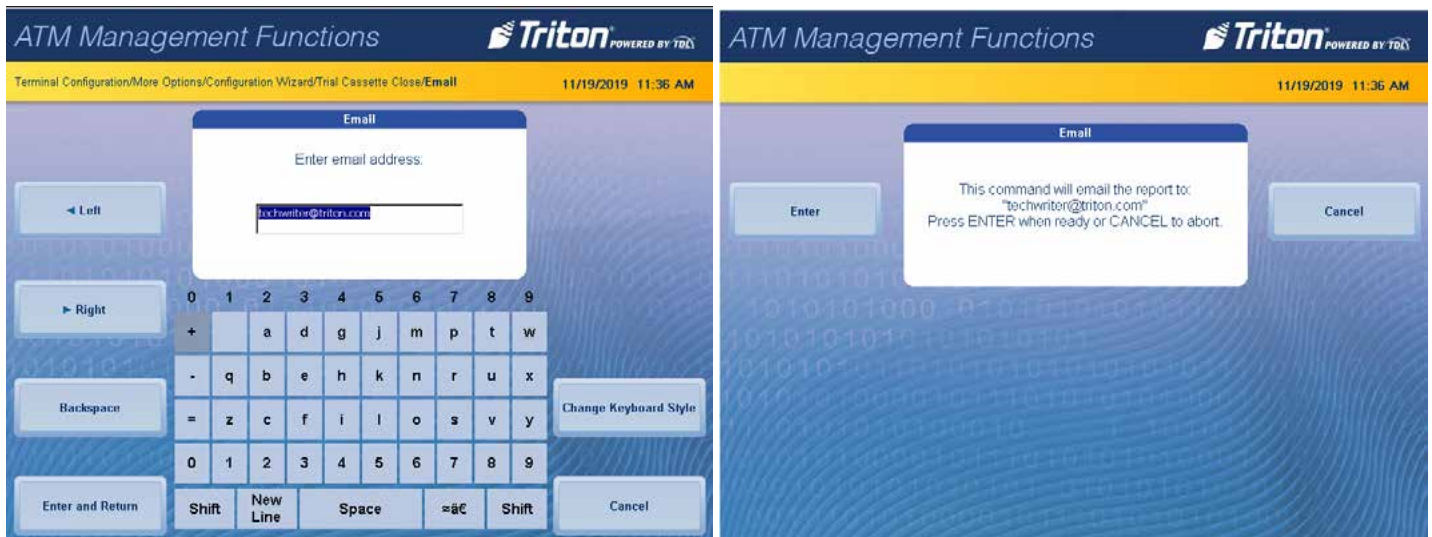 ATM Management Functions
Triton POWERED BY TDL
Terminal Configuration/More Options/Configuration Wizard/Trial Cassette Close/Email
11/19/2019 11:36 AM
Email
Enter email address:
techwriter@triton.com
◄ Left
► Right
Backspace
Enter and Return
0 1 2 3 4 5 6 7 8 9
+ a d g j m p t w
- q b e h k n r u x
= z c f i l o s v y
0 1 2 3 4 5 6 7 8 9
Shift New Line Space ≈ä€ Shift
Change Keyboard Style
Cancel
ATM Management Functions
Triton POWERED BY TDL
11/19/2019 11:36 AM
Email
This command will email the report to:
"techwriter@triton.com"
Press ENTER when ready or CANCEL to abort.
Enter
Cancel